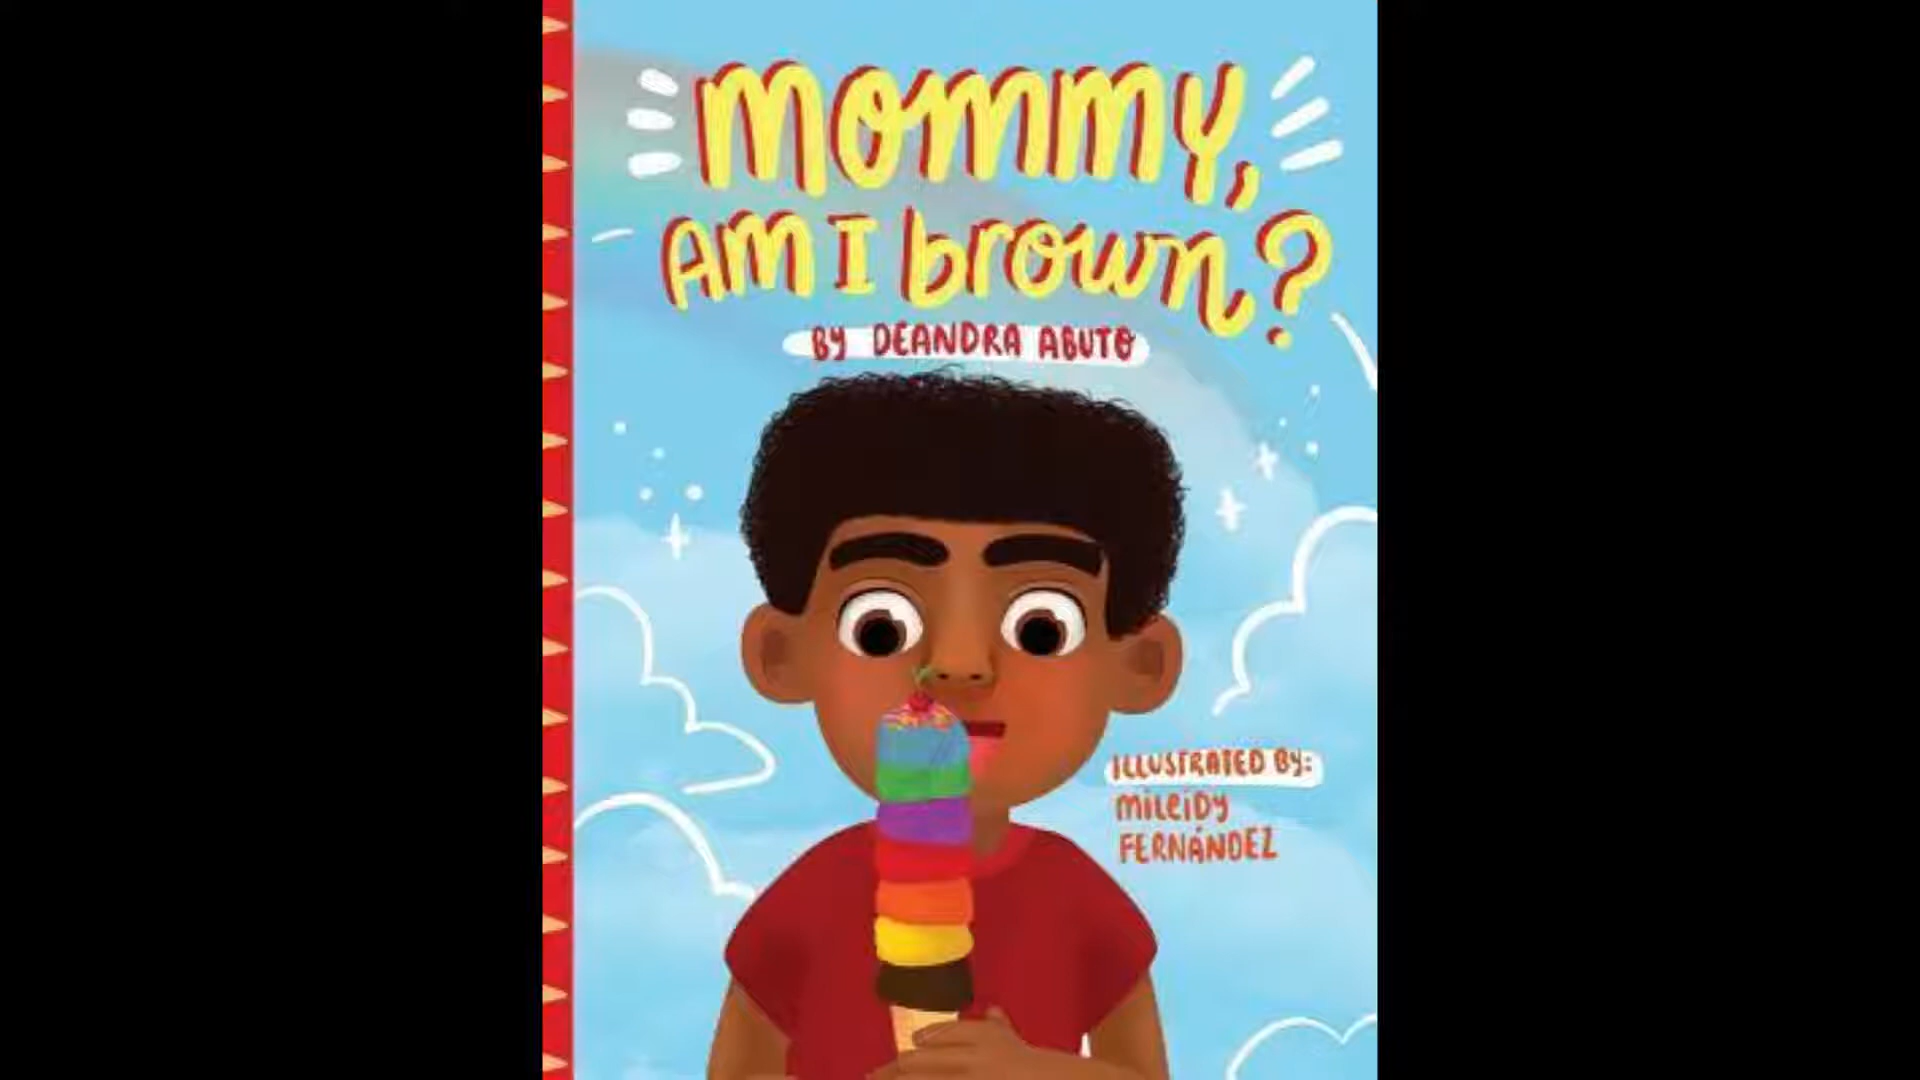 mommy,
Am I brown?
By DEANDRA ABUTO
ILLUSTRATED By:
mileidy
FERNÁNDEZ